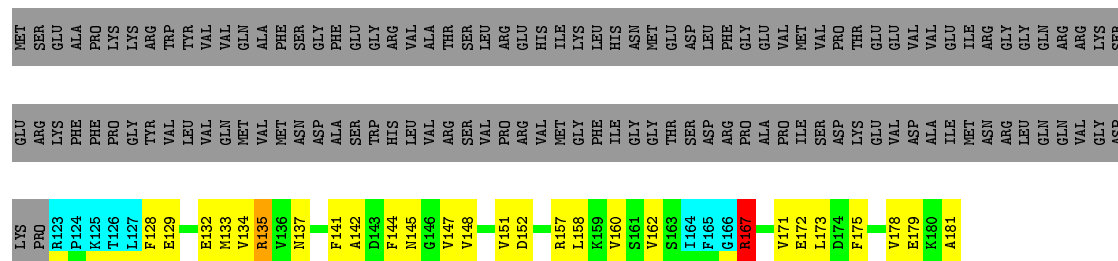 MET SER GLU ALA PRO LYS LYS ARG TRP TYR VAL VAL GLN ALA PHE SER GLY PHE GLU GLY ARG VAL ALA THR SER LEU ARG GLU HIS ILE LYS LEU HIS ASN MET GLU ASP LEU PHE GLY GLU VAL MET VAL PRO THR GLU GLU VAL VAL GLU ILE ARG GLY GLY GLN ARG ARG LYS SER
GLU ARG LYS PHE PHE PRO GLY TYR VAL LEU VAL GLN MET VAL MET ASN ASP ALA SER TRP HIS LEU VAL ARG SER VAL PRO ARG VAL MET GLY PHE ILE GLY GLY THR SER ASP ARG PRO ALA PRO ILE SER ASP LYS GLU VAL ASP ALA ILE MET ASN ARG LEU GLN GLN VAL GLY ASP
LYS PRO R123 P124 K125 T126 L127 F128 E129 E132 M133 V134 R135 V136 N137 F141 A142 D143 F144 N145 G146 V147 V148 V151 D152 R157 L158 K159 V160 S161 V162 S163 I164 F165 G166 R167 V171 E172 L173 D174 F175 V178 E179 K180 A181